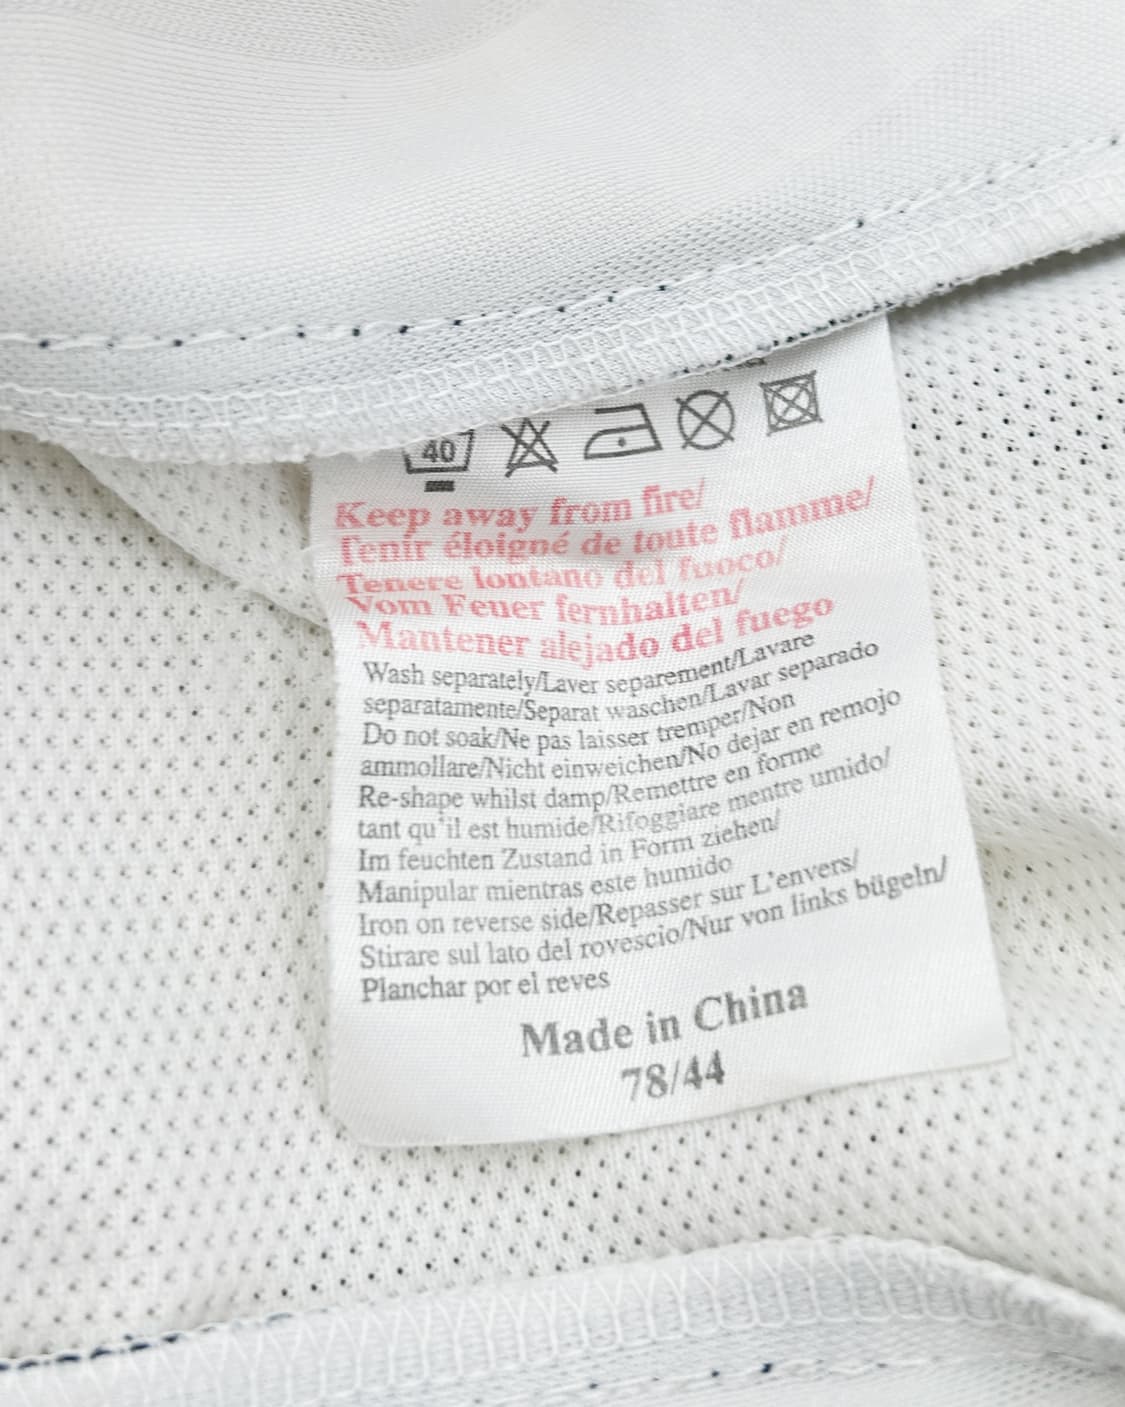 40
Keep away from fire/
Tenir éloigné de toute flamme/
Tenere lontano del fuoco/
Vom Feuer fernhalten/
Mantener alejado del fuego
Wash separately/Laver separement/Lavare
separatamente/Separat waschen/Lavar separado
Do not soak/Ne pas laisser tremper/Non
ammollare/Nicht einweichen/No dejar en remojo
Re-shape whilst damp/Remettre en forme
tant qu'il est humide/Rifoggiare mentre umido/
Im feuchten Zustand in Form ziehen/
Manipular mientras este humido
Iron on reverse side/Repasser sur L'envers/
Stirare sul lato del rovescio/Nur von links bügeln/
Planchar por el reves
Made in China
78/44